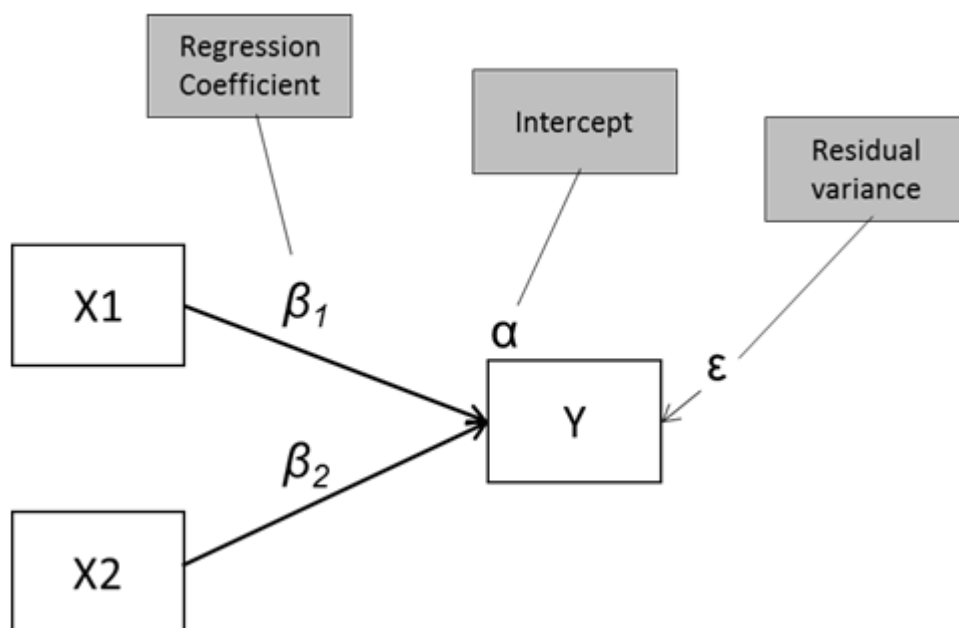 Regression
Coefficient
Intercept
Residual
variance
X1
β1
α
ε
Y
β2
X2